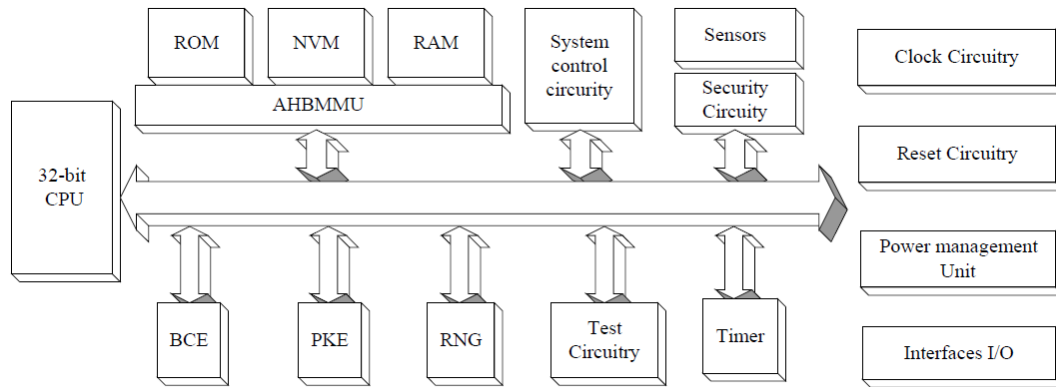 ROM
NVM
RAM
AHBMMU
System
control
circurity
Sensors
Security
Circuity
Clock Circuitry
32-bit
CPU
Reset Circuitry
Power management
Unit
BCE
PKE
RNG
Test
Circuitry
Timer
Interfaces I/O